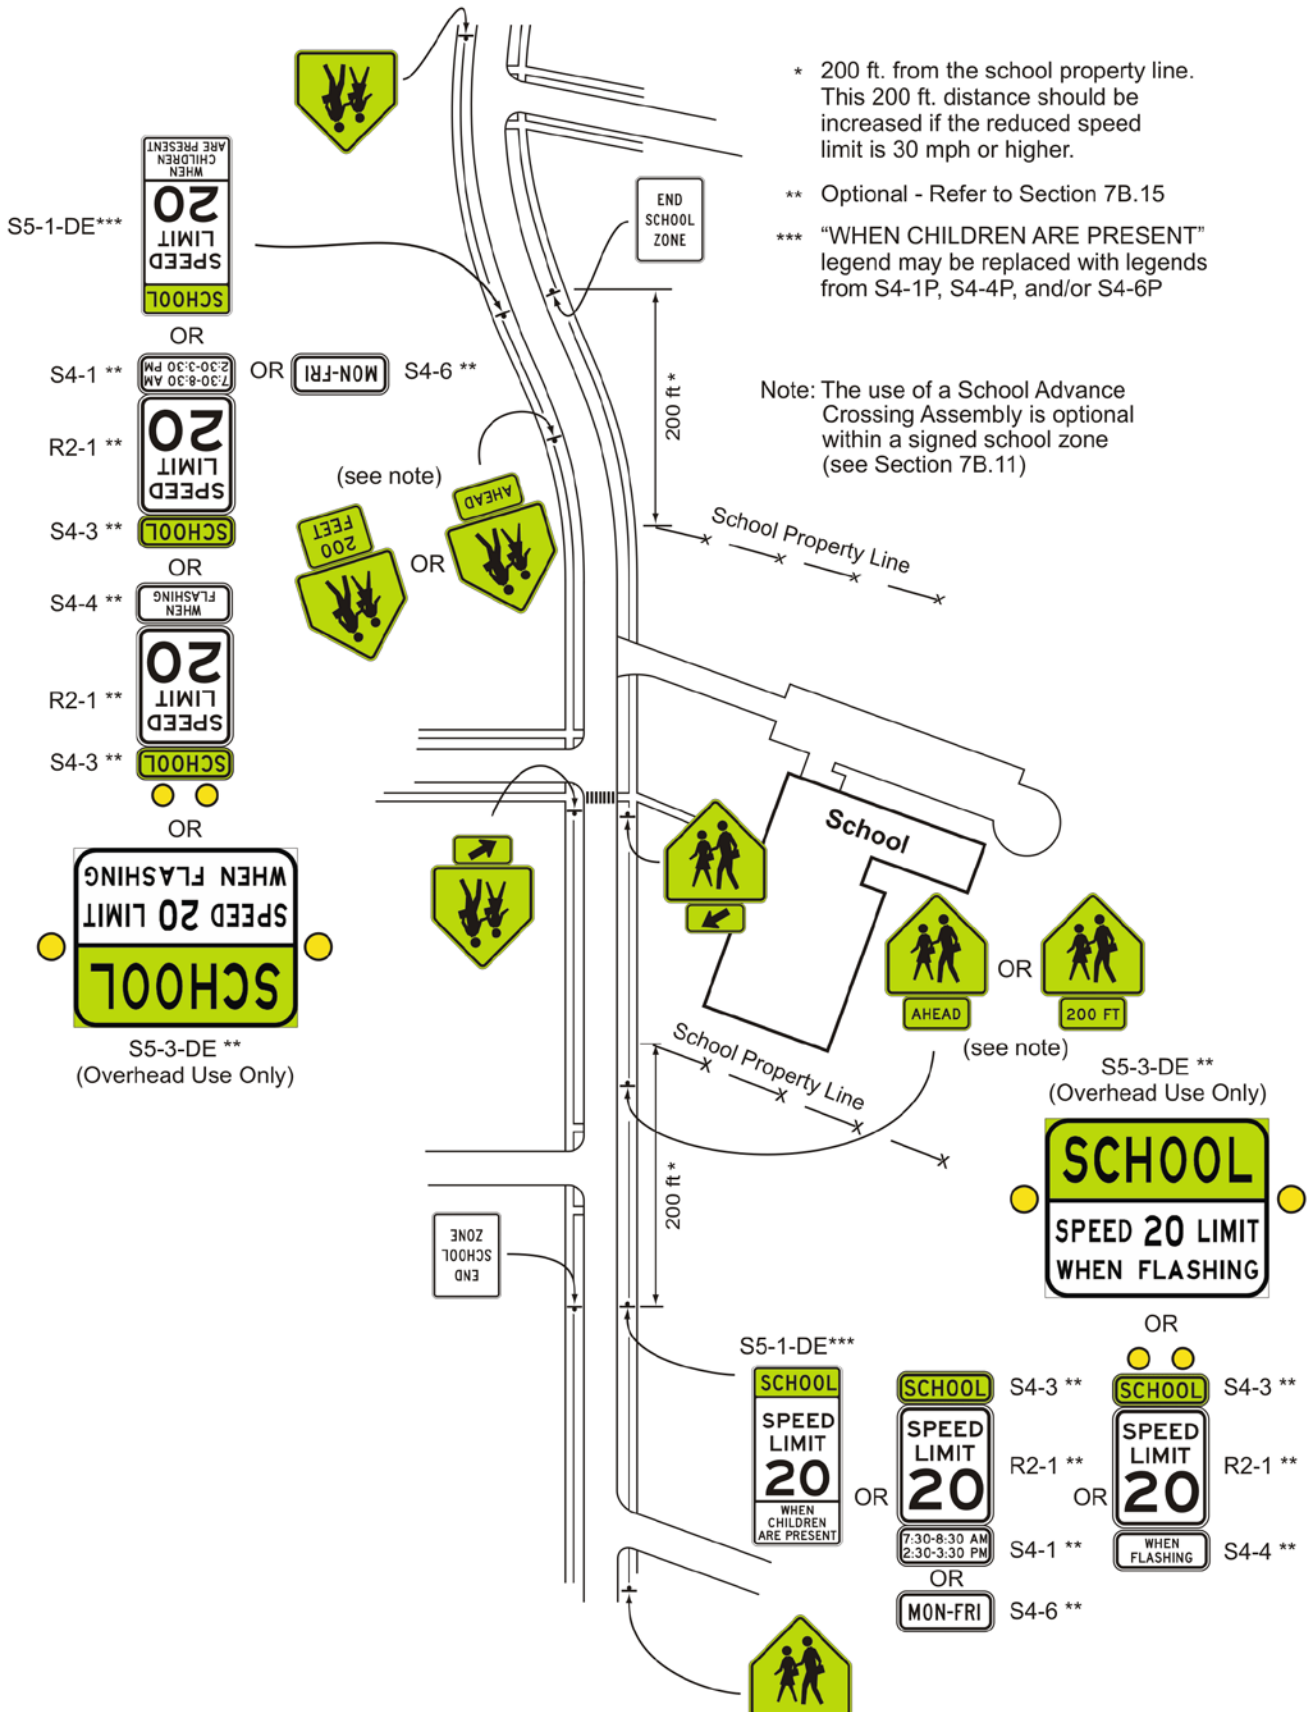 * 200 ft. from the school property line.
This 200 ft. distance should be
increased if the reduced speed
limit is 30 mph or higher.
** Optional - Refer to Section 7B.15
*** “WHEN CHILDREN ARE PRESENT”
legend may be replaced with legends
from S4-1P, S4-4P, and/or S4-6P
Note: The use of a School Advance
Crossing Assembly is optional
within a signed school zone
(see Section 7B.11)
END
SCHOOL
ZONE
S5-1-DE***
SCHOOL
SPEED
LIMIT
20
WHEN
CHILDREN
ARE PRESENT
OR
S4-1 **
7:30-8:30 AM
2:30-3:30 PM
OR
MON-FRI
S4-6 **
R2-1 **
SPEED
LIMIT
20
S4-3 **
SCHOOL
OR
S4-4 **
WHEN
FLASHING
R2-1 **
SPEED
LIMIT
20
S4-3 **
SCHOOL
OR
SCHOOL
SPEED 20 LIMIT
WHEN FLASHING
S5-3-DE **
(Overhead Use Only)
(see note)
200
FEET
OR
AHEAD
200 ft *
School Property Line
School
AHEAD
OR
200 FT
(see note)
School Property Line
200 ft *
END
SCHOOL
ZONE
S5-3-DE **
(Overhead Use Only)
SCHOOL
SPEED 20 LIMIT
WHEN FLASHING
OR
S5-1-DE***
SCHOOL
SPEED
LIMIT
20
WHEN
CHILDREN
ARE PRESENT
OR
SCHOOL
S4-3 **
SPEED
LIMIT
20
R2-1 **
7:30-8:30 AM
2:30-3:30 PM
S4-1 **
OR
MON-FRI
S4-6 **
OR
SCHOOL
S4-3 **
SPEED
LIMIT
20
R2-1 **
WHEN
FLASHING
S4-4 **